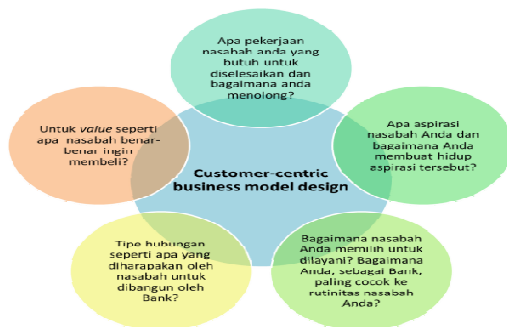 Apa pekerjaan
nasabah anda yang
butuh untuk
diselesaikan dan
bagaimana anda
menolong?
Apa aspirasi
nasabah Anda dan
bagaimana Anda
membuat hidup
aspirasi tersebut?
Bagaimana nasabah
Anda memilih untuk
dilayani? Bagaimana
Anda, sebagai Bank,
paling cocok ke
rutinitas nasabah
Anda?
Tipe hubungan
seperti apa yang
diharapakan oleh
nasabah untuk
dibangun oleh
Bank?
Untuk value seperti
apa nasabah benar-
benar ingin
membeli?
Customer-centric
business model design